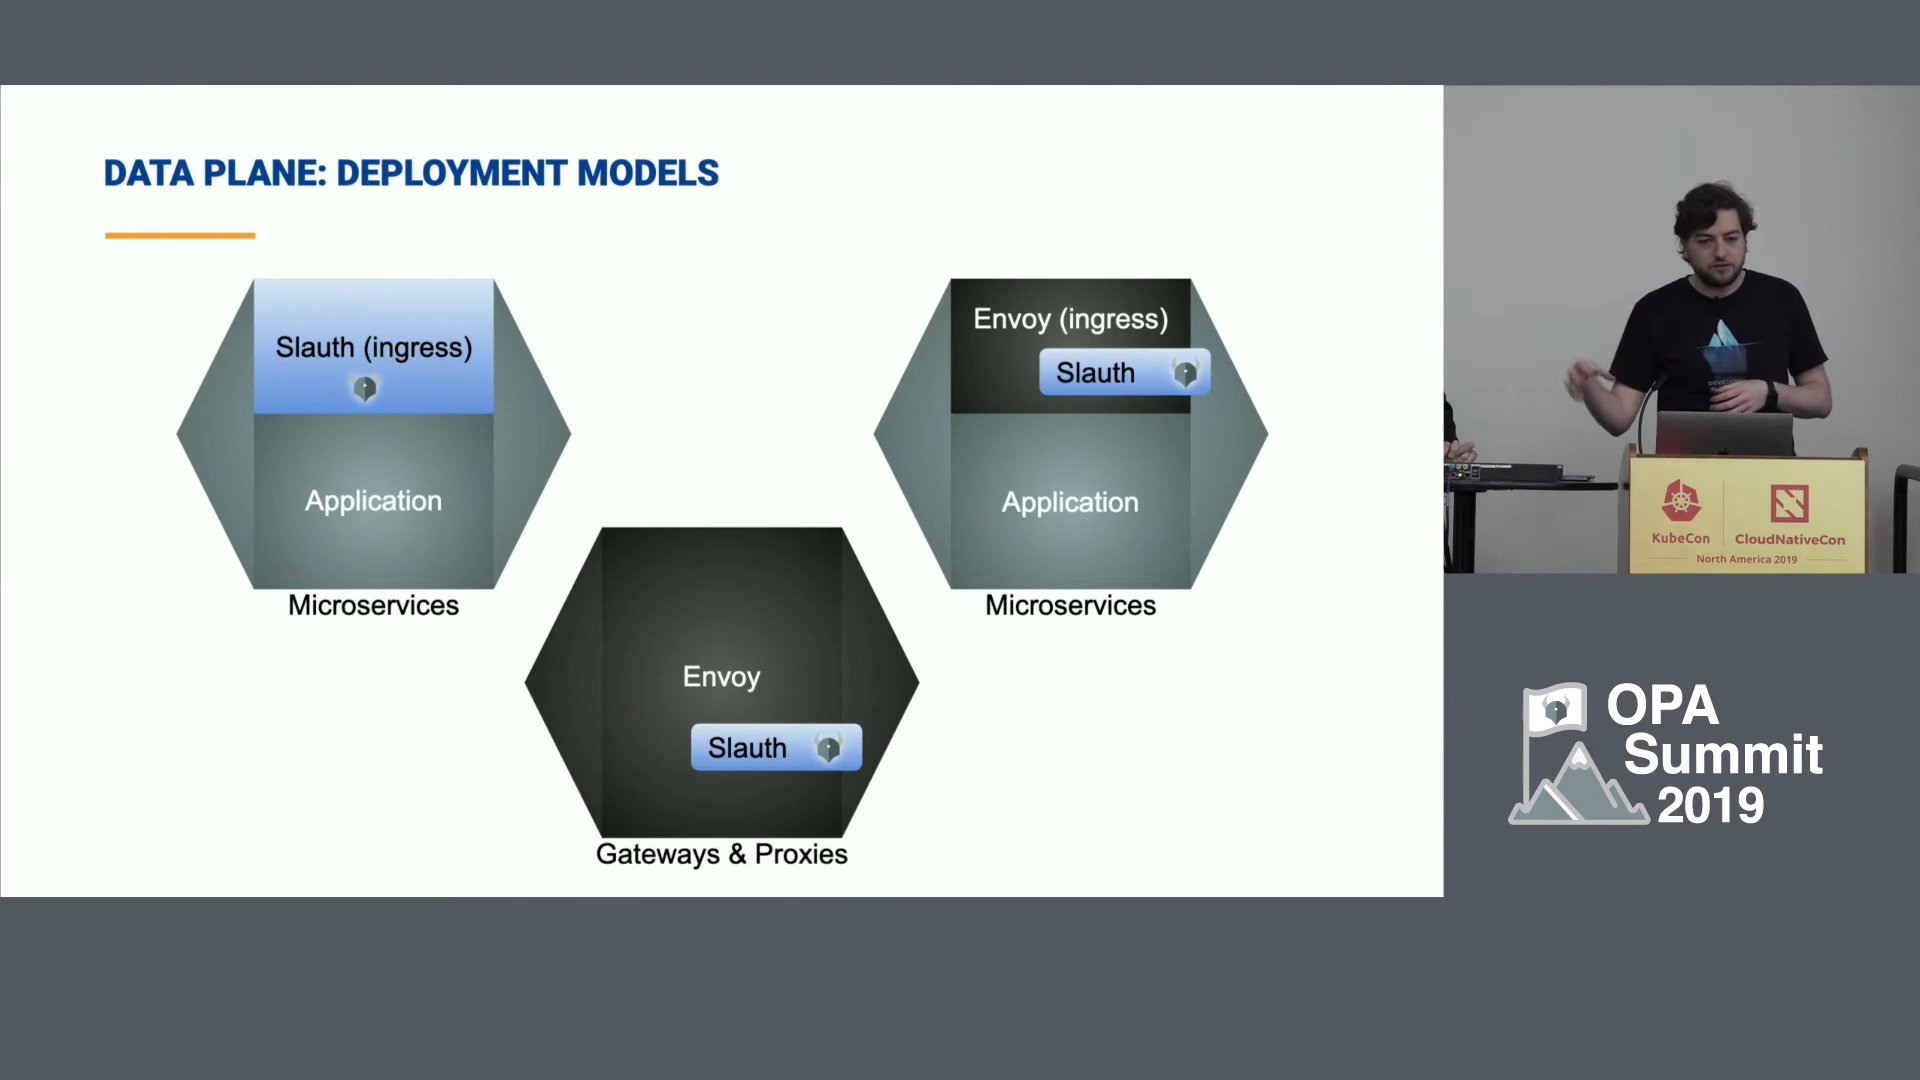 DATA PLANE: DEPLOYMENT MODELS
Slauth (ingress)
Application
Microservices
Envoy (ingress)
Slauth
Application
Microservices
Envoy
Slauth
Gateways & Proxies
KubeCon
CloudNativeCon
North America 2019
OPA
Summit
2019